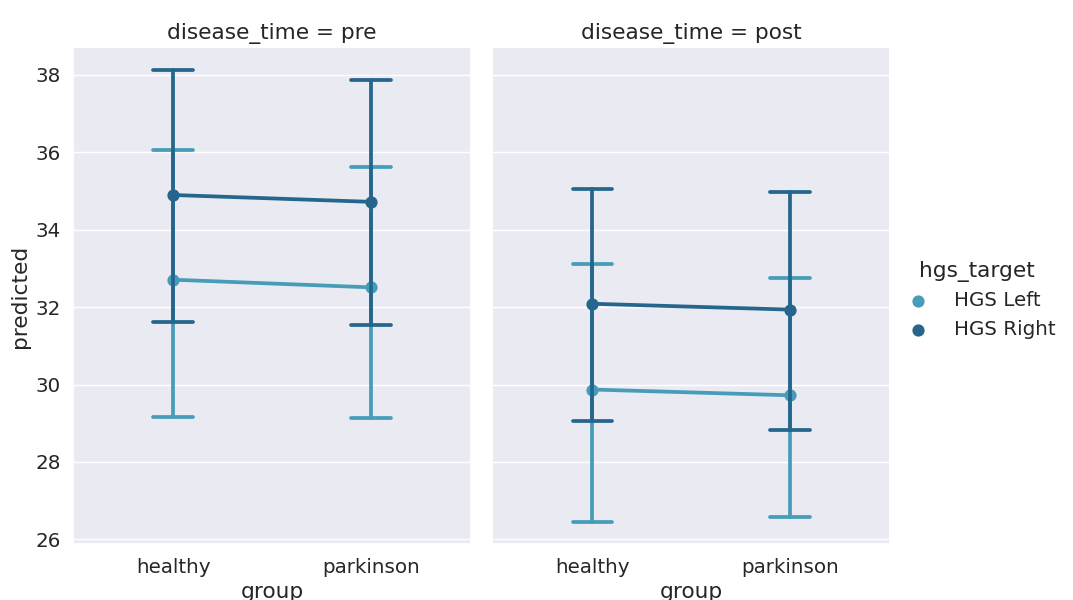 disease_time = pre
disease_time = post
predicted
38
36
34
32
30
28
26
healthy
parkinson
healthy
parkinson
group
group
hgs_target
HGS Left
HGS Right